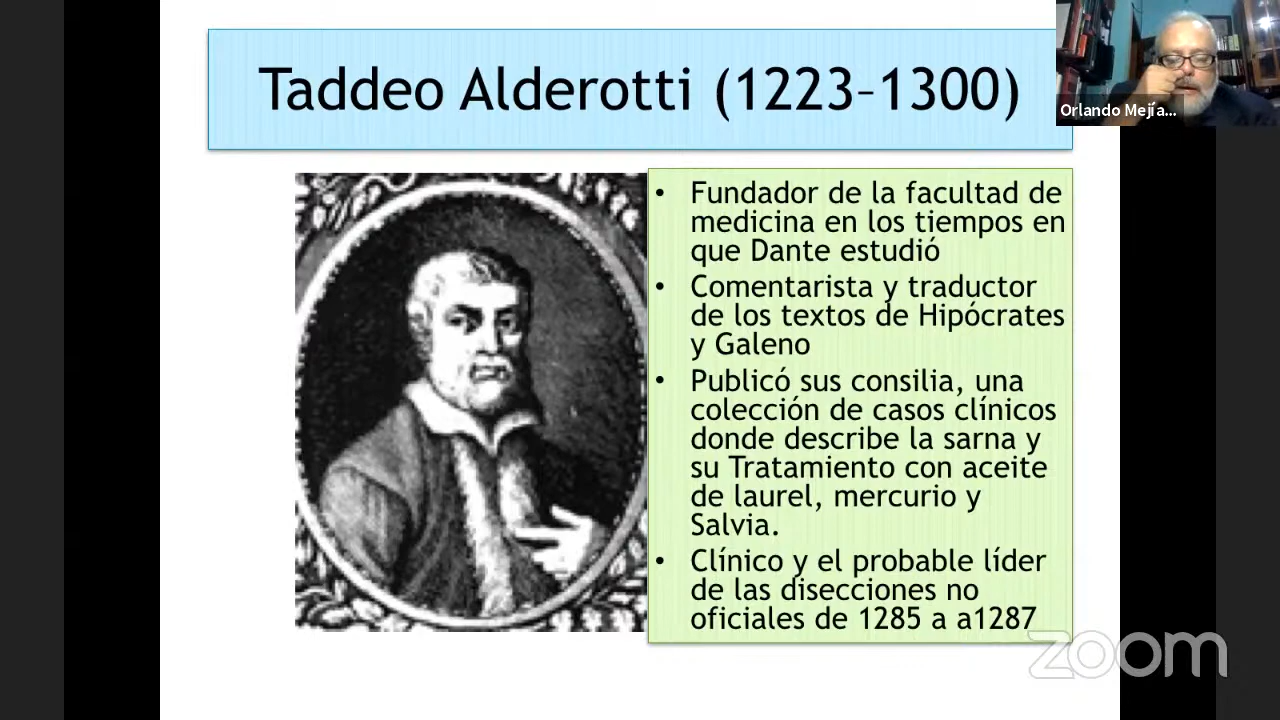 Taddeo Alderotti (1223–1300)
Orlando Mejía...
• Fundador de la facultad de
medicina en los tiempos en
que Dante estudió
• Comentarista y traductor
de los textos de Hipócrates
y Galeno
• Publicó sus consilia, una
colección de casos clínicos
donde describe la sarna y
su Tratamiento con aceite
de laurel, mercurio y
Salvia.
• Clínico y el probable líder
de las disecciones no
oficiales de 1285 a a1287
zoom